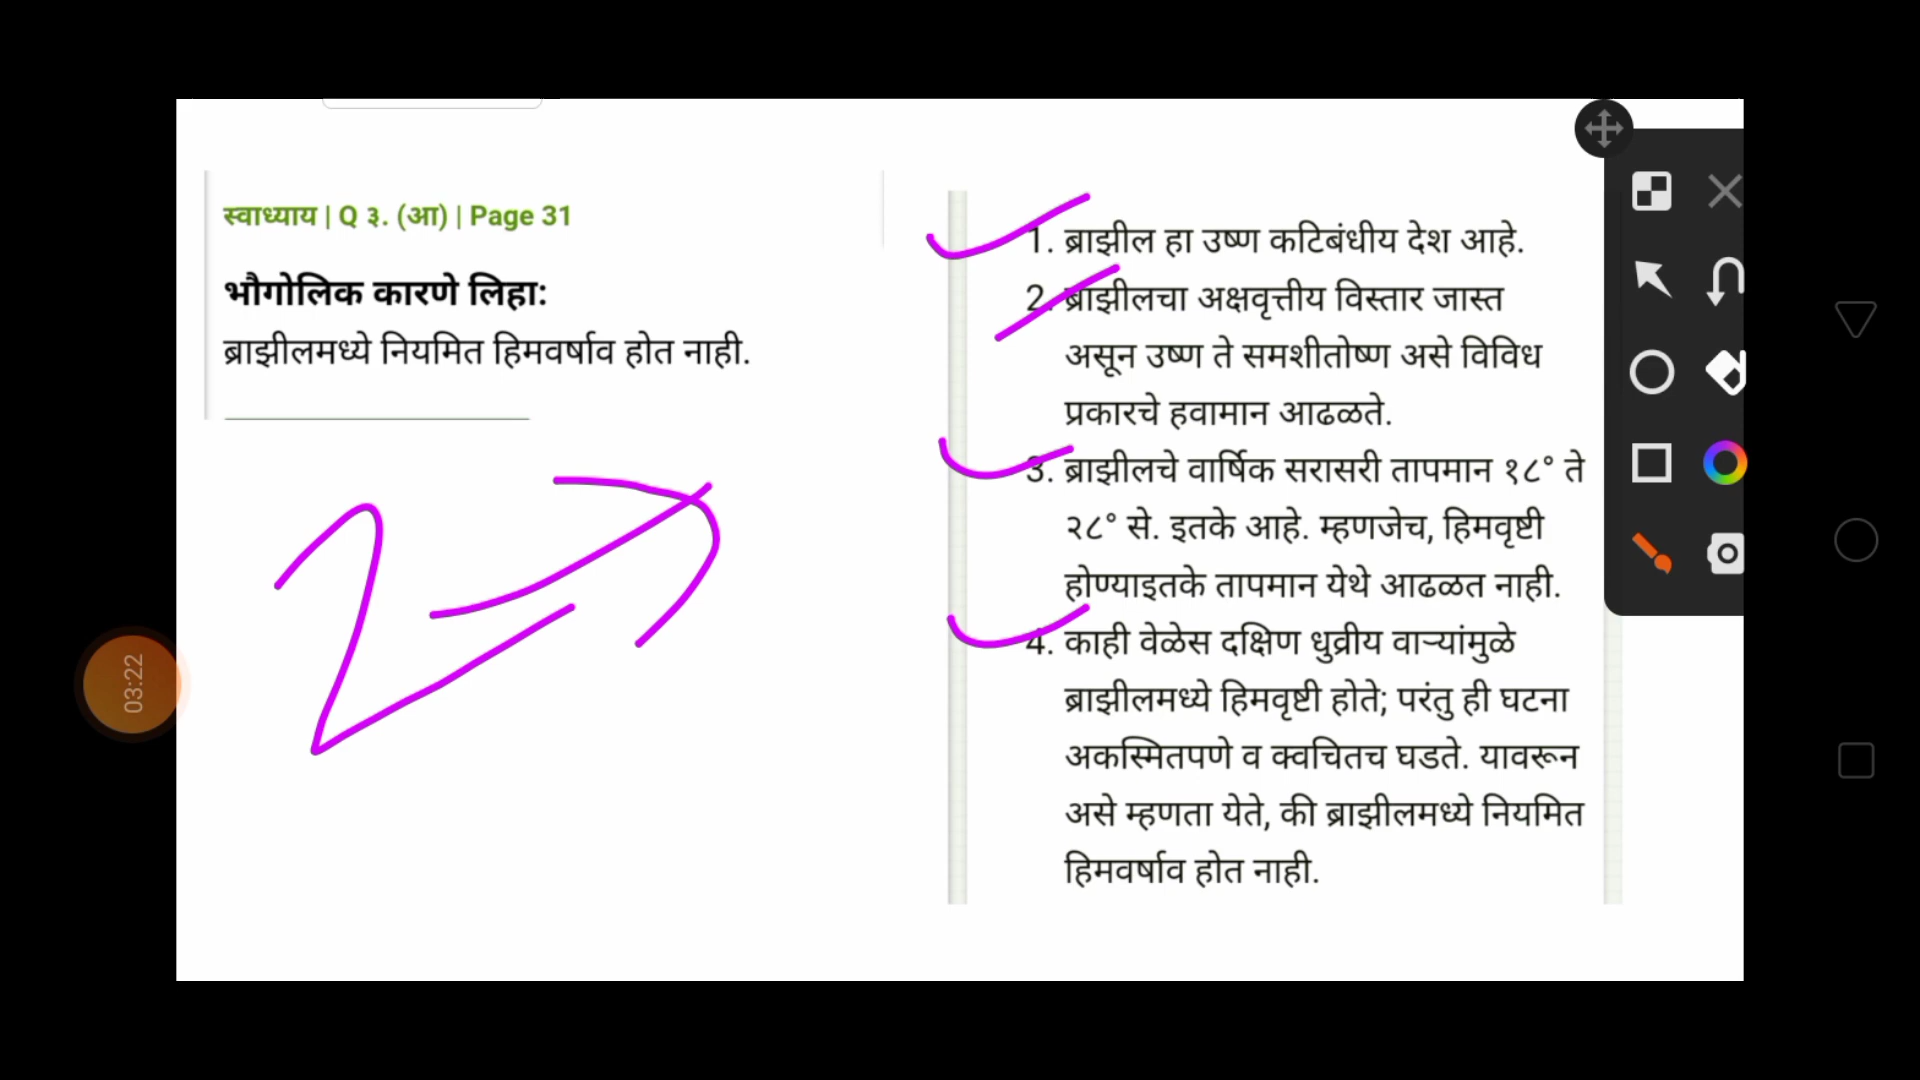 स्वाध्याय | Q ३. (आ) | Page 31
भौगोलिक कारणे लिहा:
ब्राझीलमध्ये नियमित हिमवर्षाव होत नाही.
1. ब्राझील हा उष्ण कटिबंधीय देश आहे.
2. ब्राझीलचा अक्षवृत्तीय विस्तार जास्त
असून उष्ण ते समशीतोष्ण असे विविध
प्रकारचे हवामान आढळते.
3. ब्राझीलचे वार्षिक सरासरी तापमान १८° ते
२८° से. इतके आहे. म्हणजेच, हिमवृष्टी
होण्याइतके तापमान येथे आढळत नाही.
4. काही वेळेस दक्षिण धुव्रीय वाऱ्यांमुळे
ब्राझीलमध्ये हिमवृष्टी होते; परंतु ही घटना
अकस्मितपणे व क्वचितच घडते. यावरून
असे म्हणता येते, की ब्राझीलमध्ये नियमित
हिमवर्षाव होत नाही.
03:22